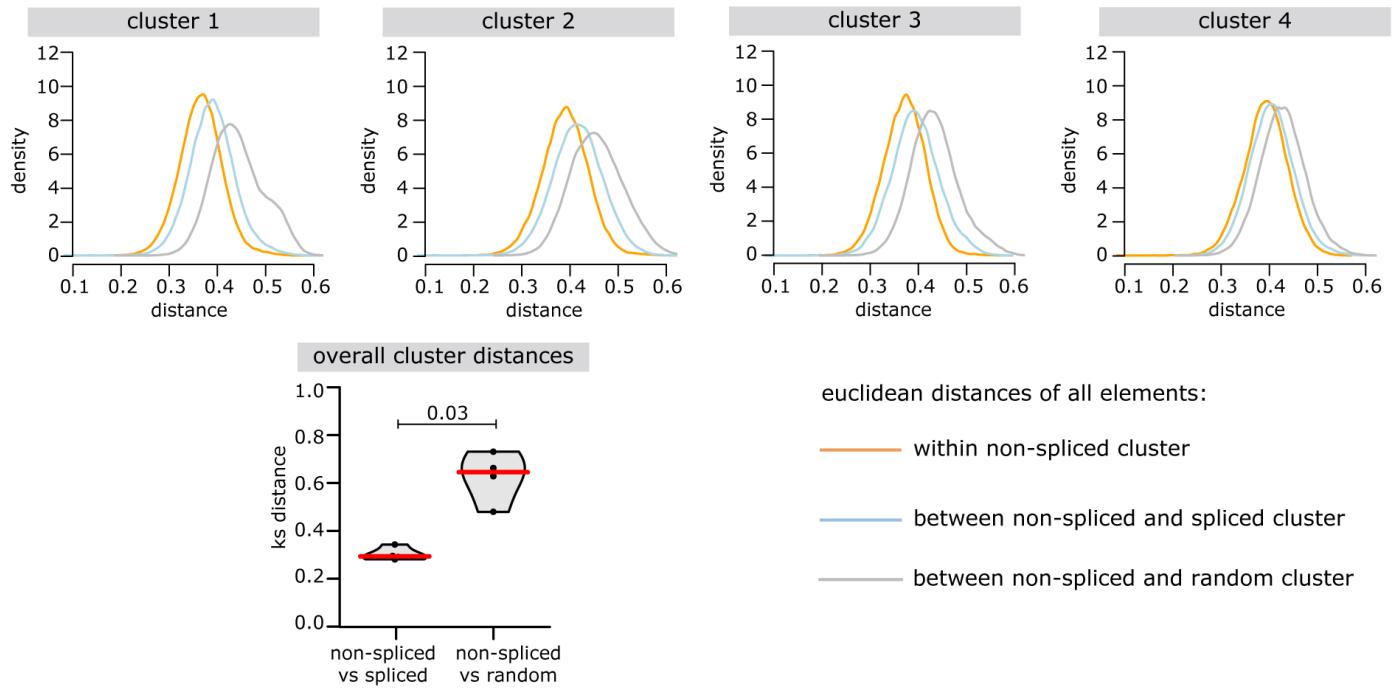 cluster 1
cluster 2
cluster 3
cluster 4
12
10
8
6
4
2
0
density
0.1 0.2 0.3 0.4 0.5 0.6
distance
12
10
8
6
4
2
0
density
0.1 0.2 0.3 0.4 0.5 0.6
distance
12
10
8
6
4
2
0
density
0.1 0.2 0.3 0.4 0.5 0.6
distance
12
10
8
6
4
2
0
density
0.1 0.2 0.3 0.4 0.5 0.6
distance
overall cluster distances
1.0
0.8
0.6
0.4
0.2
0.0
ks distance
0.03
non-spliced
vs spliced
non-spliced
vs random
euclidean distances of all elements:
within non-spliced cluster
between non-spliced and spliced cluster
between non-spliced and random cluster